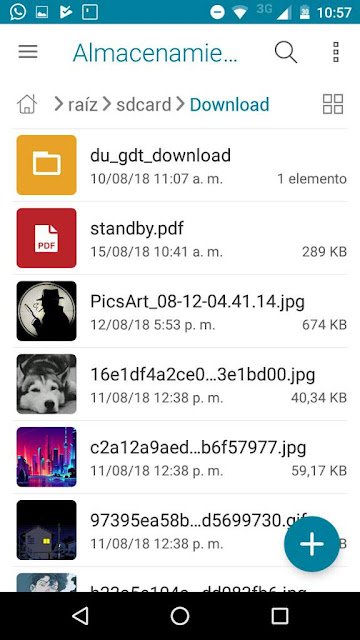 3G
30
10:57
Almacenamie...
raíz
sdcard
Download
du_gdt_download
10/08/18 11:07 a. m.
1 elemento
PDF
standby.pdf
15/08/18 10:41 a. m.
289 KB
PicsArt_08-12-04.41.14.jpg
12/08/18 5:53 p. m.
674 KB
16e1df4a2ce0...3e1bd00.jpg
11/08/18 12:38 p. m.
40,34 KB
c2a12a9aed...b6f57977.jpg
11/08/18 12:38 p. m.
59,17 KB
97395ea58b...d5699730.gif
11/08/18 12:38 p. m.